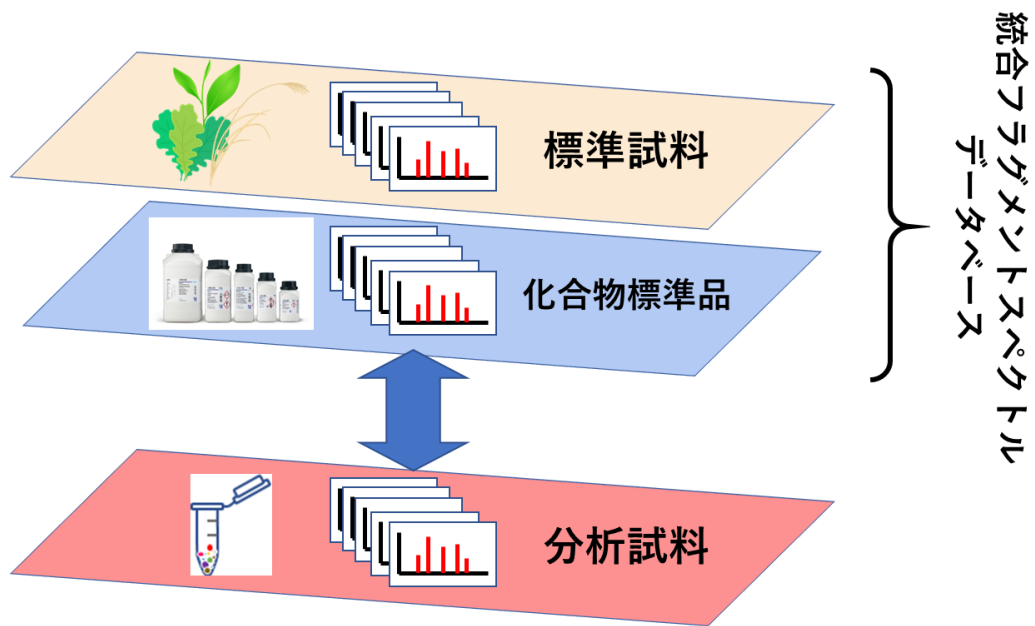 標準試料
化合物標準品
分析試料
統合フラグメントスペクトル
データベース